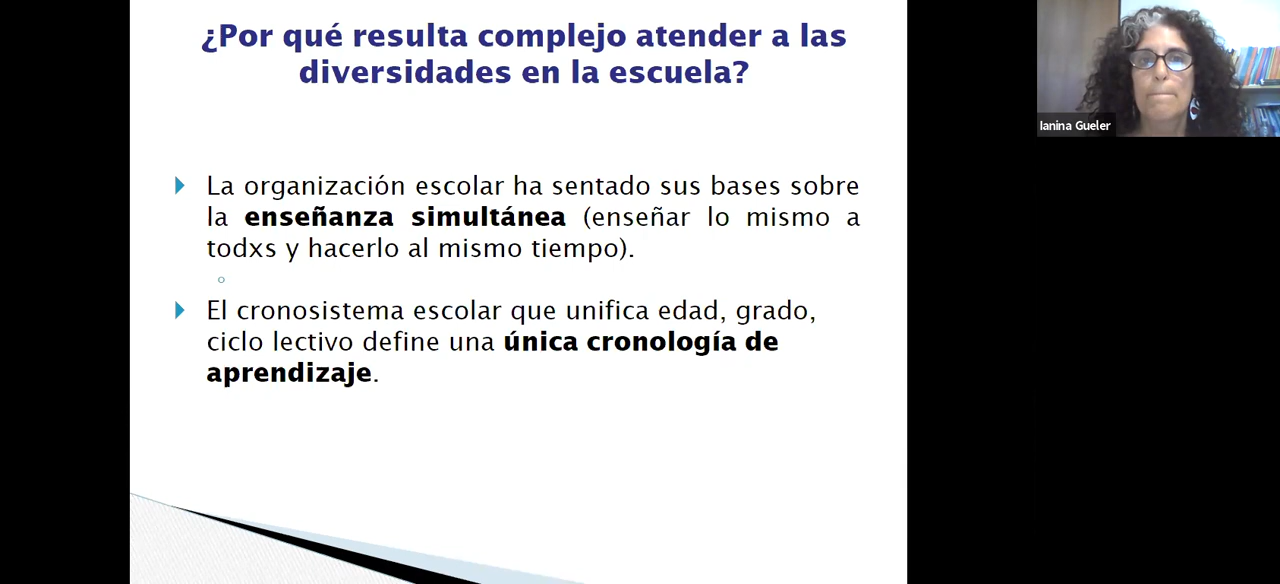 ¿Por qué resulta complejo atender a las
diversidades en la escuela?
La organización escolar ha sentado sus bases sobre
la enseñanza simultánea (enseñar lo mismo a
todxs y hacerlo al mismo tiempo).
El cronosistema escolar que unifica edad, grado,
ciclo lectivo define una única cronología de
aprendizaje.
Ianina Gueler